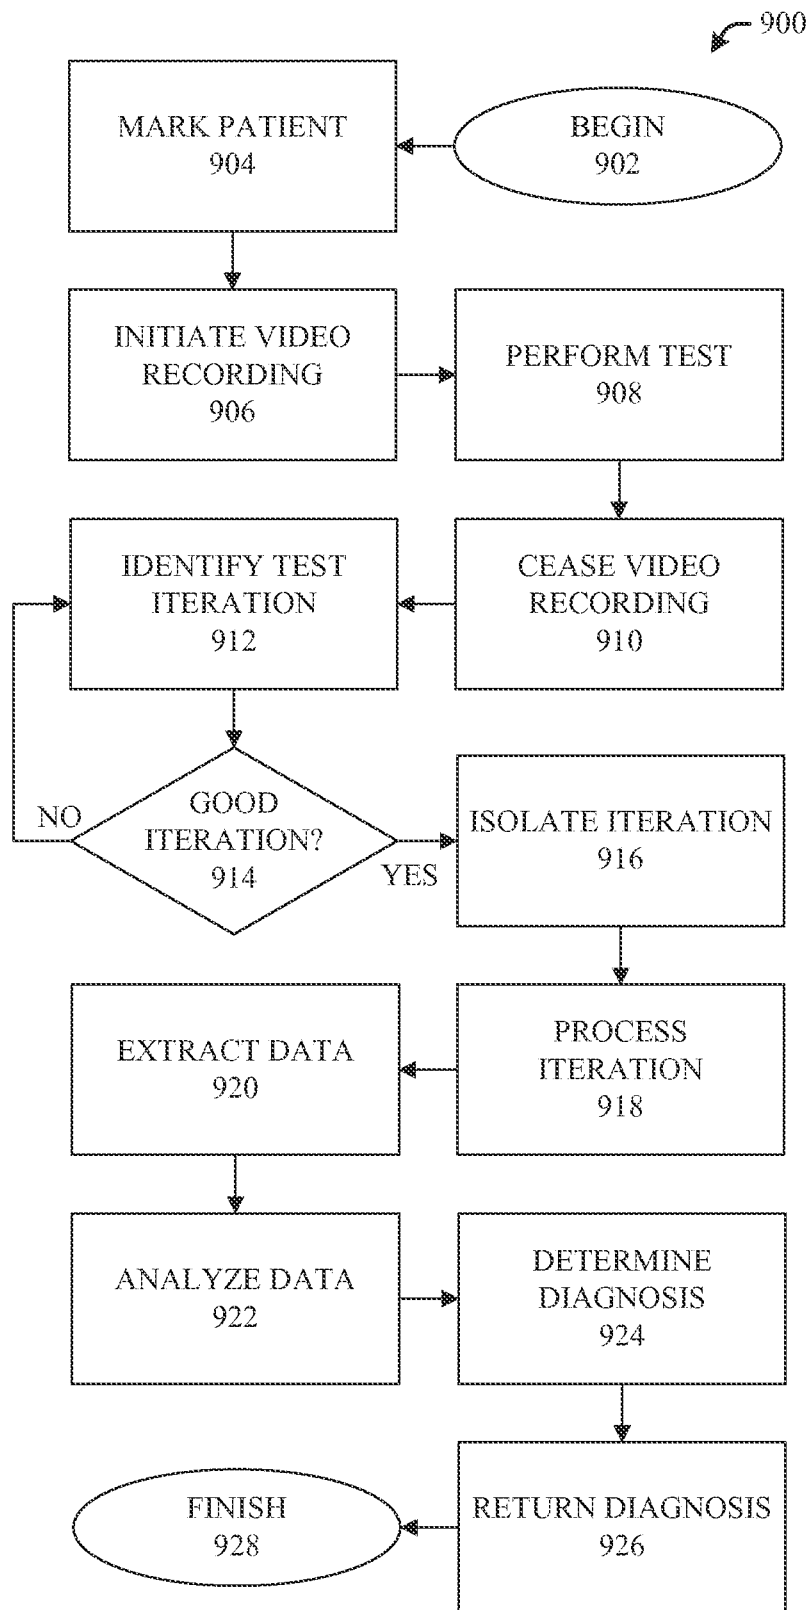 900
BEGIN
902
MARK PATIENT
904
INITIATE VIDEO
RECORDING
906
PERFORM TEST
908
CEASE VIDEO
RECORDING
910
IDENTIFY TEST
ITERATION
912
GOOD
ITERATION?
914
NO
YES
ISOLATE ITERATION
916
PROCESS
ITERATION
918
EXTRACT DATA
920
ANALYZE DATA
922
DETERMINE
DIAGNOSIS
924
RETURN DIAGNOSIS
926
FINISH
928